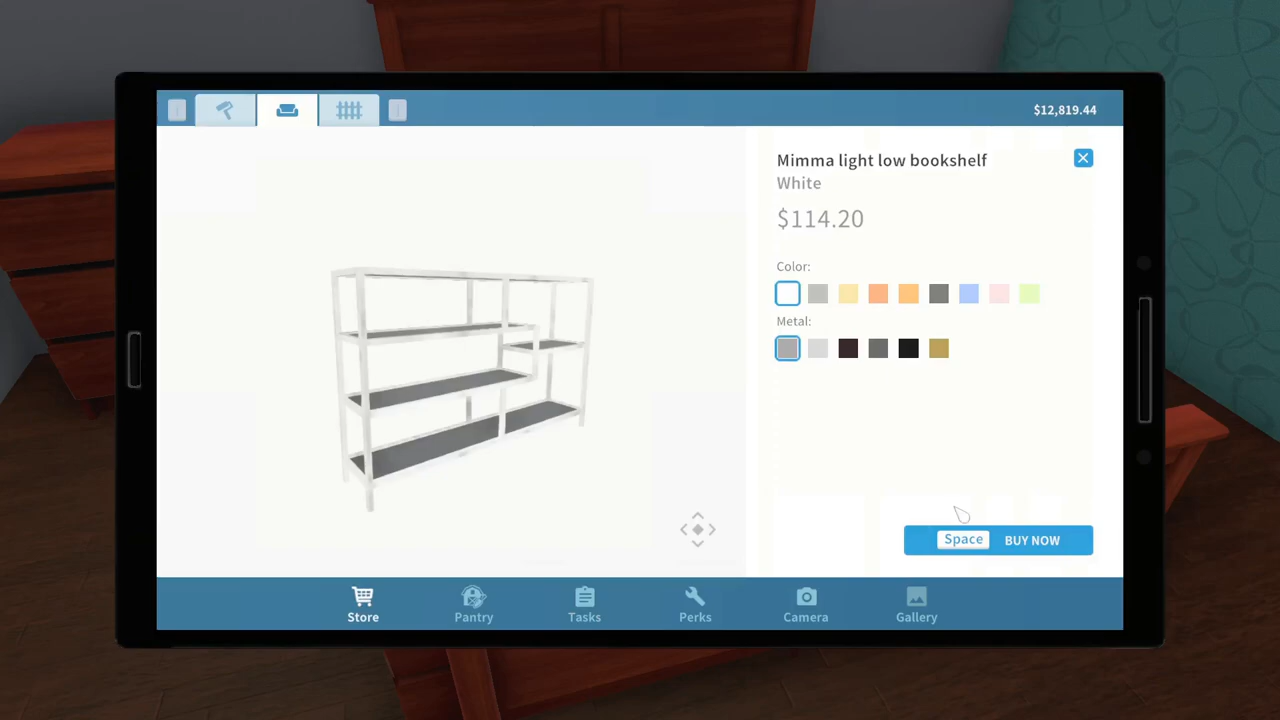 $12,819.44
Mimma light low bookshelf
White
$114.20
Color:
Metal:
Space BUY NOW
Store Pantry Tasks Perks Camera Gallery